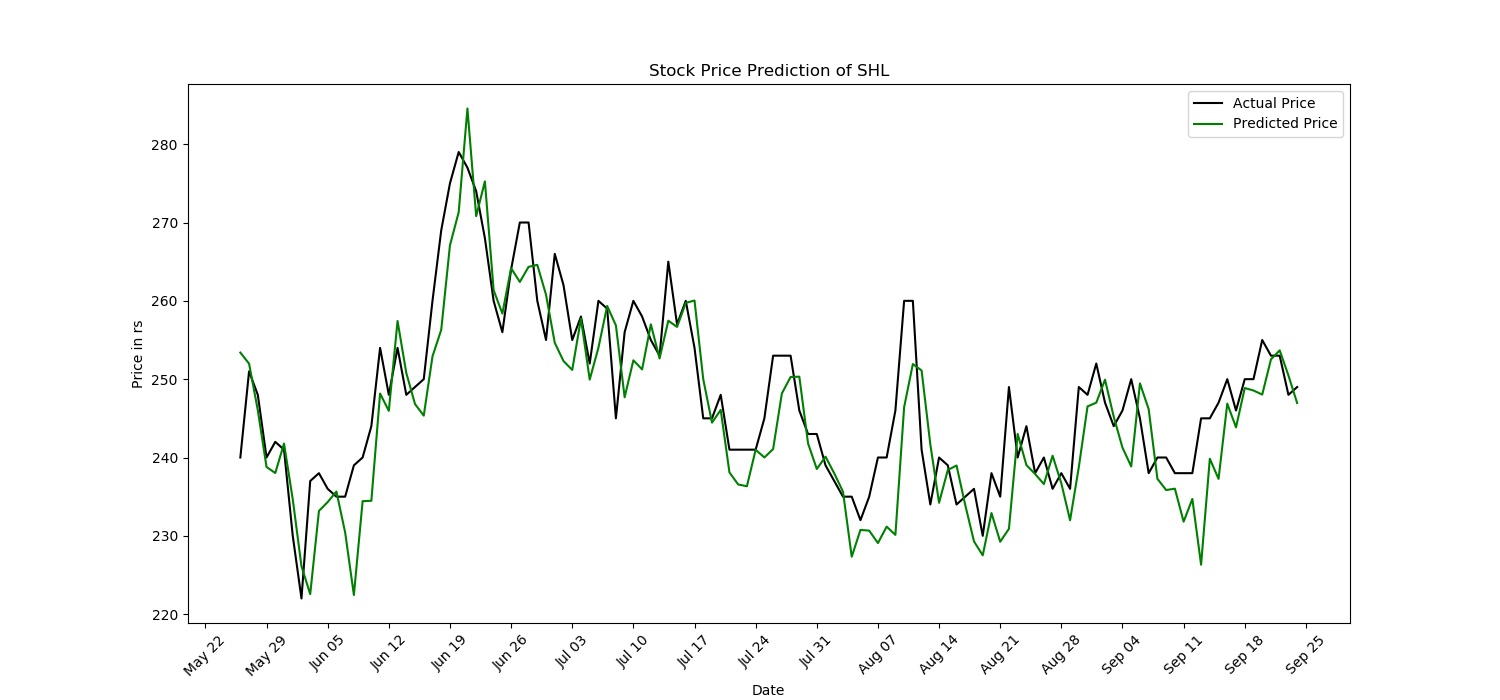 Stock Price Prediction of SHL
Actual Price
Predicted Price
Price in rs
280
270
260
250
240
230
220
May 22
May 29
Jun 05
Jun 12
Jun 19
Jun 26
Jul 03
Jul 10
Jul 17
Jul 24
Jul 31
Aug 07
Aug 14
Aug 21
Aug 28
Sep 04
Sep 11
Sep 18
Sep 25
Date